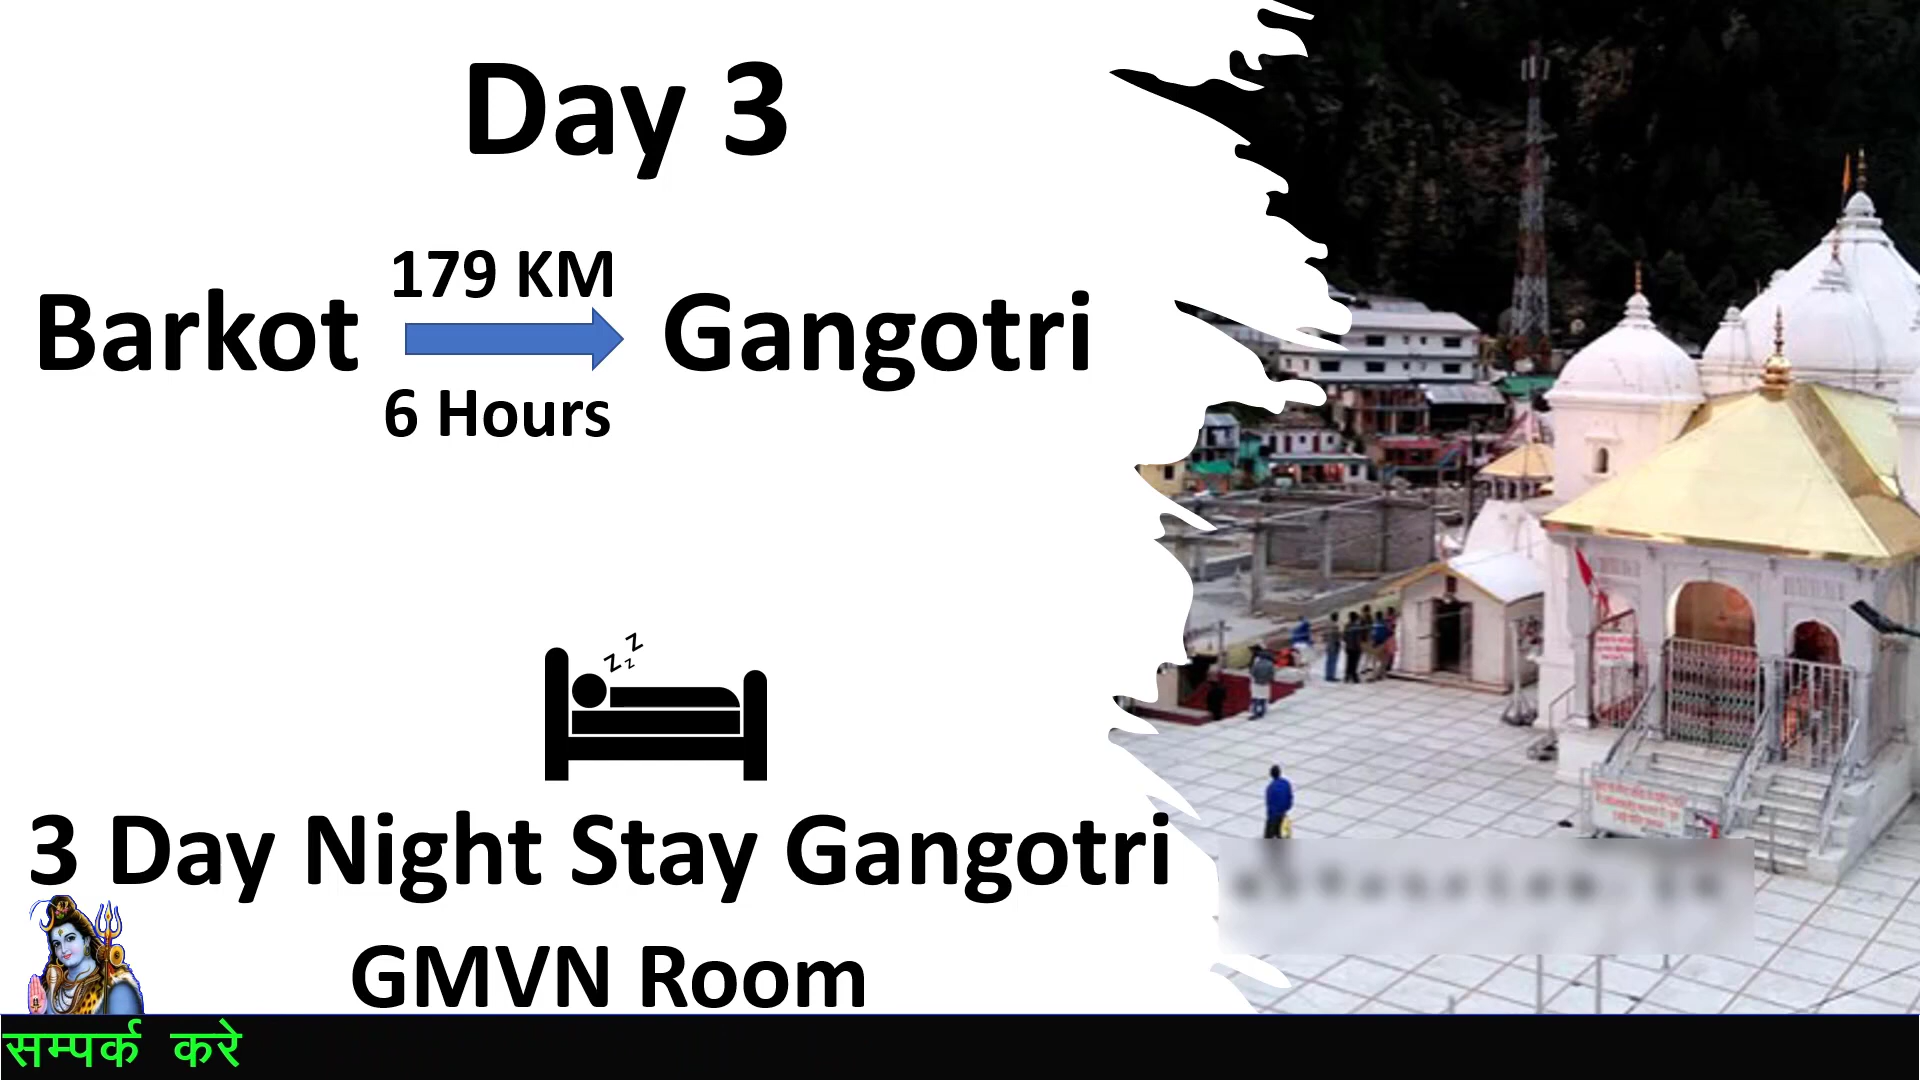 Day 3
179 KM
Barkot Gangotri
6 Hours
z z z
3 Day Night Stay Gangotri
GMVN Room
सम्पर्क करे